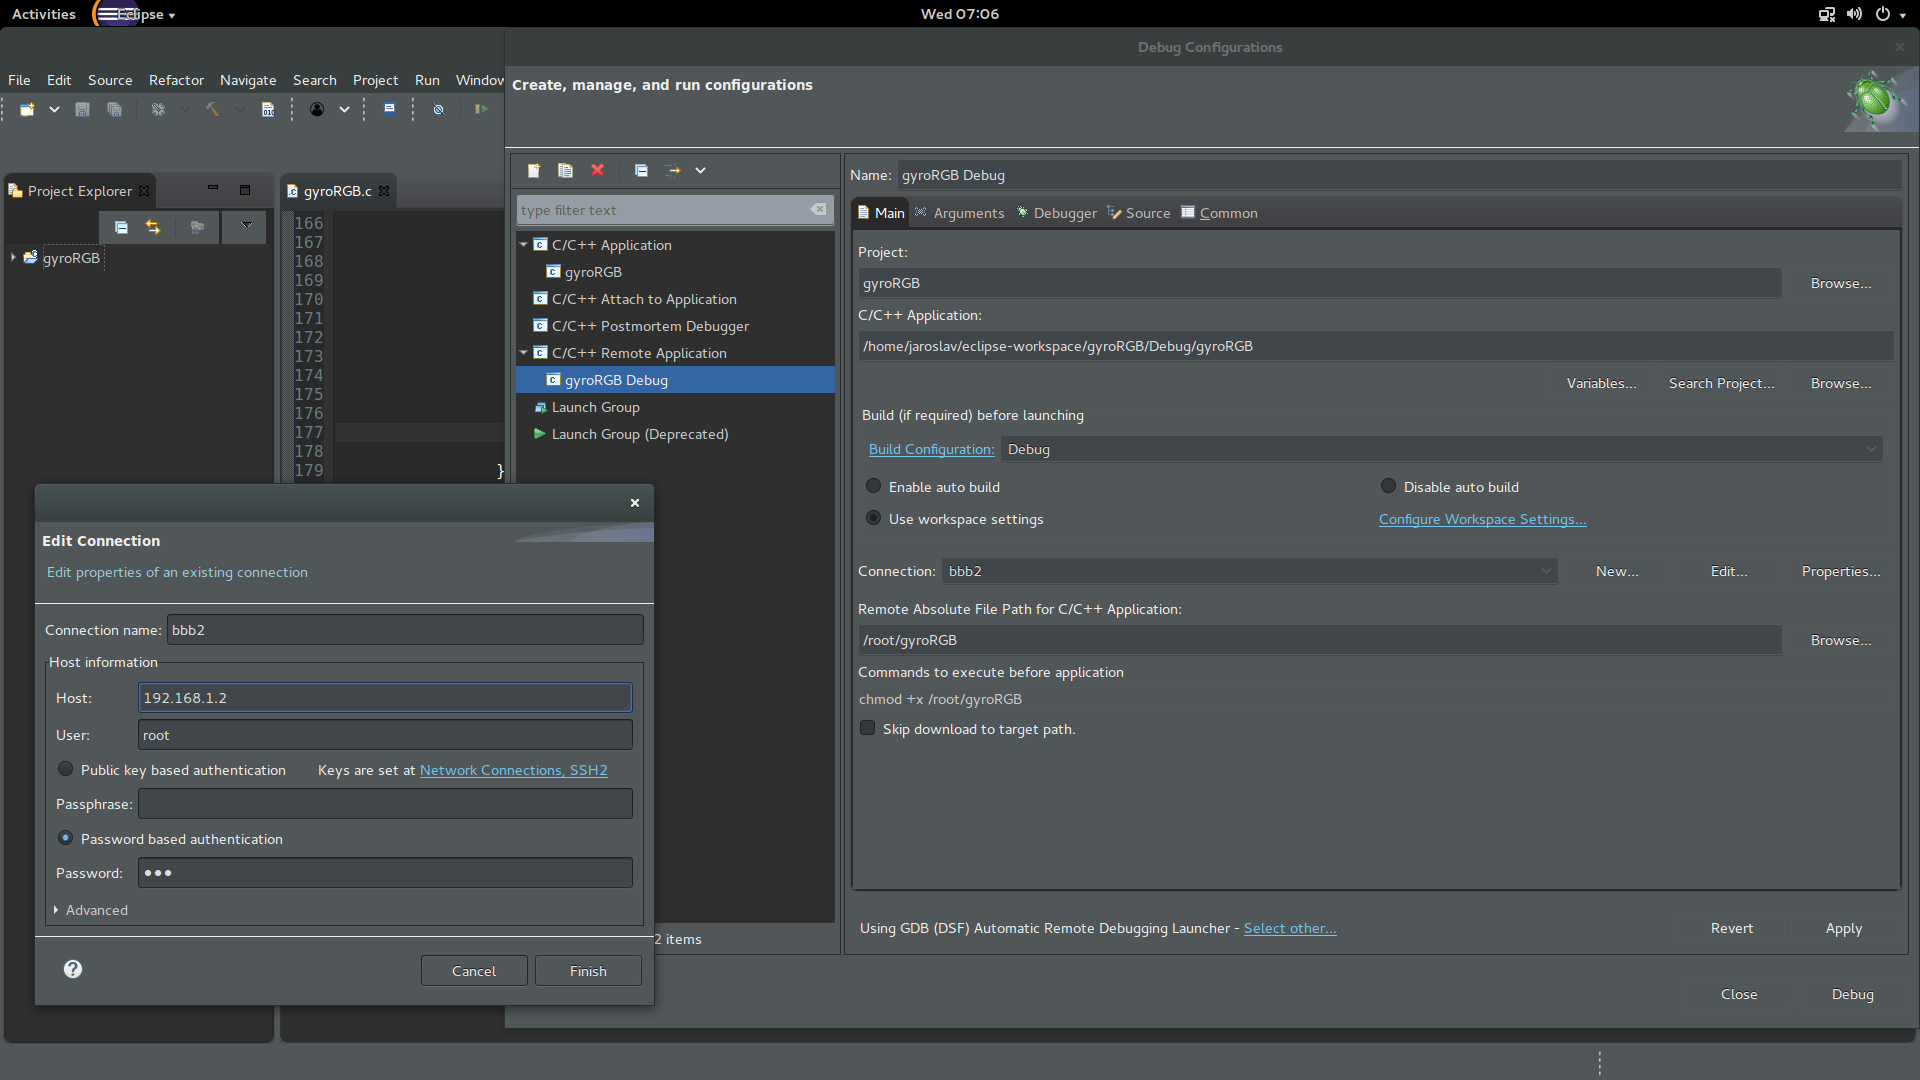 Activities
Eclipse
Wed 07:06
Debug Configurations
File Edit Source Refactor Navigate Search Project Run Window
Create, manage, and run configurations
Project Explorer
gyroRGB
gyroRGB.c
166
167
168
169
170
171
172
173
174
175
176
177
178
179 }
type filter text
C/C++ Application
gyroRGB
C/C++ Attach to Application
C/C++ Postmortem Debugger
C/C++ Remote Application
gyroRGB Debug
Launch Group
Launch Group (Deprecated)
2 items
Name: gyroRGB Debug
Main Arguments Debugger Source Common
Project:
gyroRGB Browse...
C/C++ Application:
/home/jaroslav/eclipse-workspace/gyroRGB/Debug/gyroRGB
Variables... Search Project... Browse...
Build (if required) before launching
Build Configuration: Debug
Enable auto build Disable auto build
Use workspace settings Configure Workspace Settings...
Connection: bbb2 New... Edit... Properties...
Remote Absolute File Path for C/C++ Application:
/root/gyroRGB Browse...
Commands to execute before application
chmod +x /root/gyroRGB
Skip download to target path.
Using GDB (DSF) Automatic Remote Debugging Launcher - Select other... Revert Apply
Close Debug
Edit Connection
Edit properties of an existing connection
Connection name: bbb2
Host information
Host: 192.168.1.2
User: root
Public key based authentication Keys are set at Network Connections, SSH2
Passphrase:
Password based authentication
Password: •••
Advanced
Cancel Finish